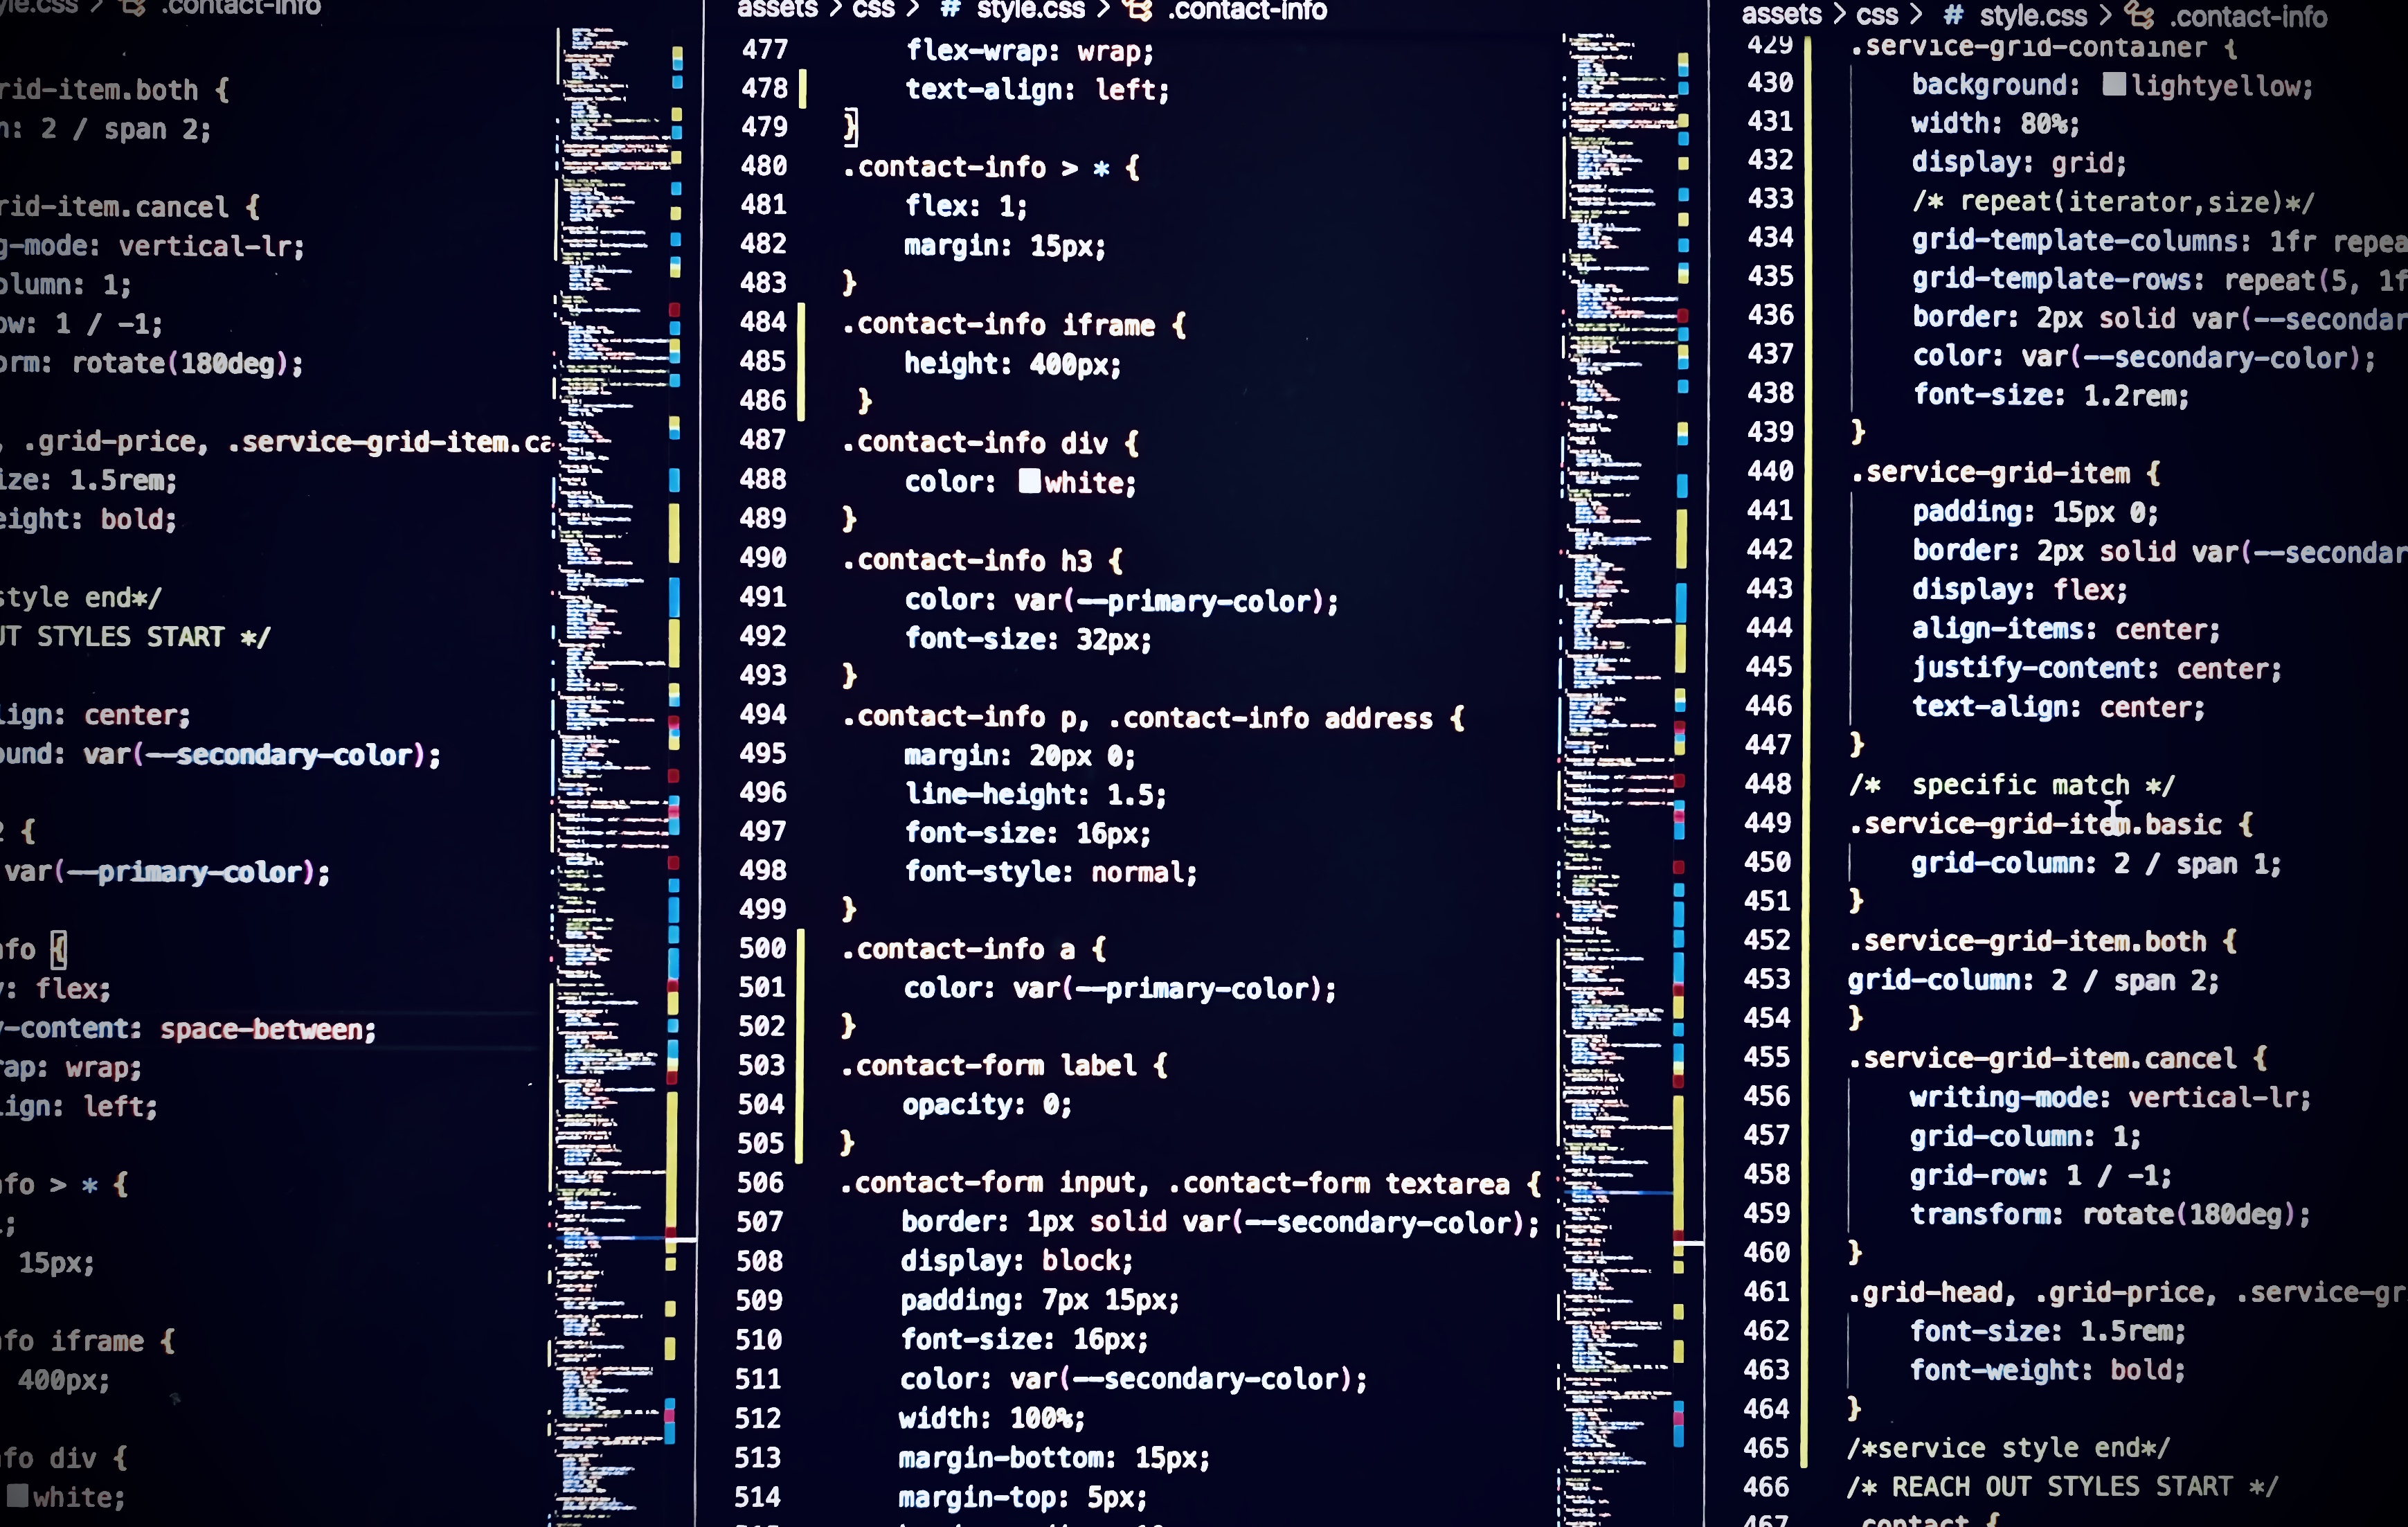 style.css > .contact-info
rid-item.both {
n: 2 / span 2;
rid-item.cancel {
g-mode: vertical-lr;
olumn: 1;
ow: 1 / -1;
orm: rotate(180deg);
, .grid-price, .service-grid-item.ca
ize: 1.5rem;
eight: bold;
style end*/
UT STYLES START */
lign: center;
ound: var(--secondary-color);
2 {
var(--primary-color);
nfo {
y: flex;
y-content: space-between;
rap: wrap;
lign: left;
nfo > * {
1;
15px;
nfo iframe {
400px;
nfo div {
white;
assets > css > # style.css > .contact-info
477 flex-wrap: wrap;
478 text-align: left;
479 }
480 .contact-info > * {
481 flex: 1;
482 margin: 15px;
483 }
484 .contact-info iframe {
485 height: 400px;
486 }
487 .contact-info div {
488 color: white;
489 }
490 .contact-info h3 {
491 color: var(--primary-color);
492 font-size: 32px;
493 }
494 .contact-info p, .contact-info address {
495 margin: 20px 0;
496 line-height: 1.5;
497 font-size: 16px;
498 font-style: normal;
499 }
500 .contact-info a {
501 color: var(--primary-color);
502 }
503 .contact-form label {
504 opacity: 0;
505 }
506 .contact-form input, .contact-form textarea {
507 border: 1px solid var(--secondary-color);
508 display: block;
509 padding: 7px 15px;
510 font-size: 16px;
511 color: var(--secondary-color);
512 width: 100%;
513 margin-bottom: 15px;
514 margin-top: 5px;
assets > css > # style.css > .contact-info
429 .service-grid-container {
430 background: lightyellow;
431 width: 80%;
432 display: grid;
433 /* repeat(iterator,size)*/
434 grid-template-columns: 1fr repea
435 grid-template-rows: repeat(5, 1f
436 border: 2px solid var(--secondar
437 color: var(--secondary-color);
438 font-size: 1.2rem;
439 }
440 .service-grid-item {
441 padding: 15px 0;
442 border: 2px solid var(--secondar
443 display: flex;
444 align-items: center;
445 justify-content: center;
446 text-align: center;
447 }
448 /* specific match */
449 .service-grid-item.basic {
450 grid-column: 2 / span 1;
451 }
452 .service-grid-item.both {
453 grid-column: 2 / span 2;
454 }
455 .service-grid-item.cancel {
456 writing-mode: vertical-lr;
457 grid-column: 1;
458 grid-row: 1 / -1;
459 transform: rotate(180deg);
460 }
461 .grid-head, .grid-price, .service-gr
462 font-size: 1.5rem;
463 font-weight: bold;
464 }
465 /*service style end*/
466 /* REACH OUT STYLES START */
467 .contact {